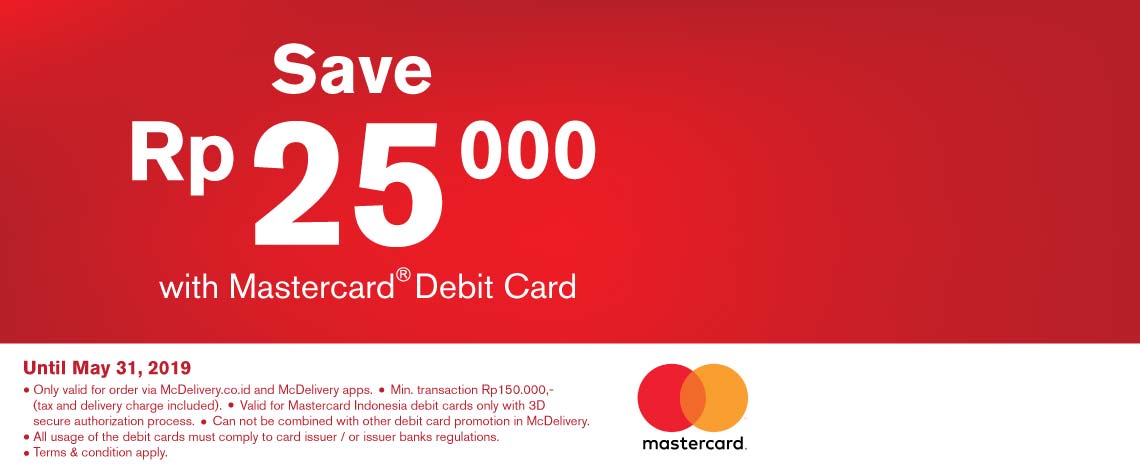 Save
Rp 25 000
with Mastercard® Debit Card
Until May 31, 2019
• Only valid for order via McDelivery.co.id and McDelivery apps. • Min. transaction Rp150.000,-
(tax and delivery charge included). • Valid for Mastercard Indonesia debit cards only with 3D
secure authorization process. • Can not be combined with other debit card promotion in McDelivery.
• All usage of the debit cards must comply to card issuer / or issuer banks regulations.
• Terms & condition apply.
mastercard.